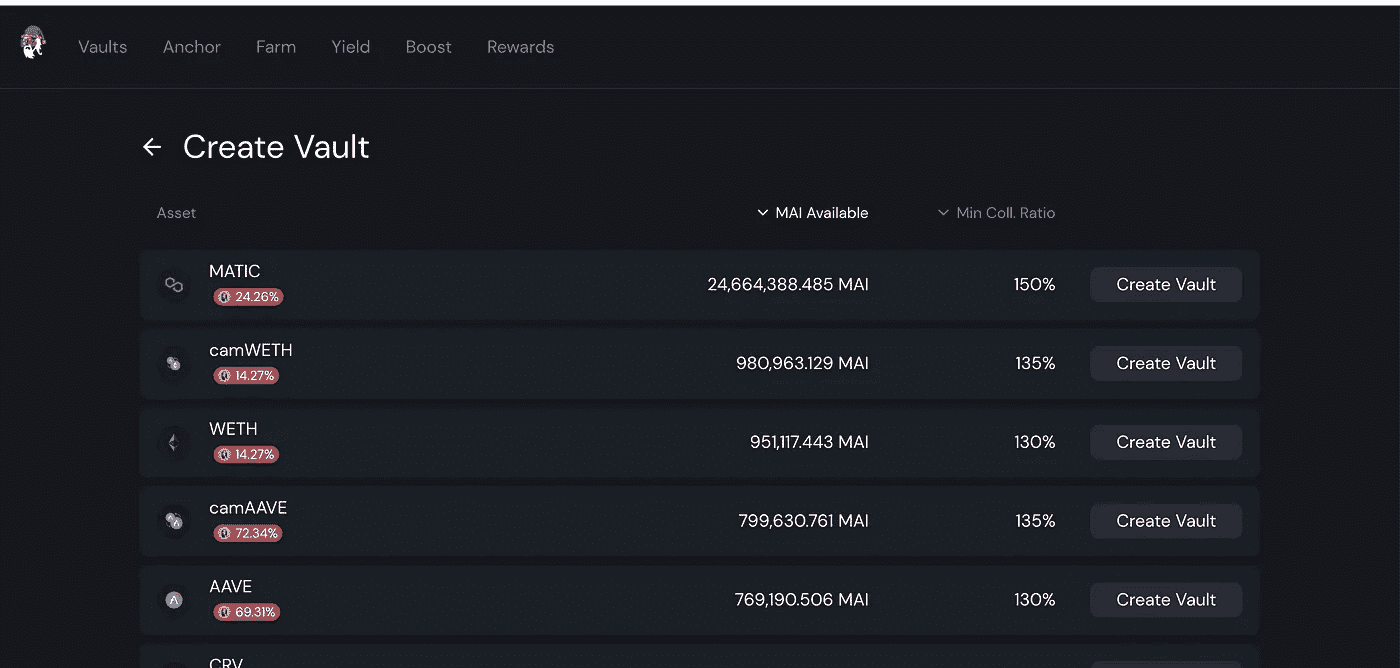 Vaults Anchor Farm Yield Boost Rewards
Create Vault
Asset MAI Available Min Coll. Ratio
MATIC
24.26%
24,664,388.485 MAI 150% Create Vault
camWETH
14.27%
980,963.129 MAI 135% Create Vault
WETH
14.27%
951,117.443 MAI 130% Create Vault
camAAVE
72.34%
799,630.761 MAI 135% Create Vault
AAVE
69.31%
769,190.506 MAI 130% Create Vault
CRV